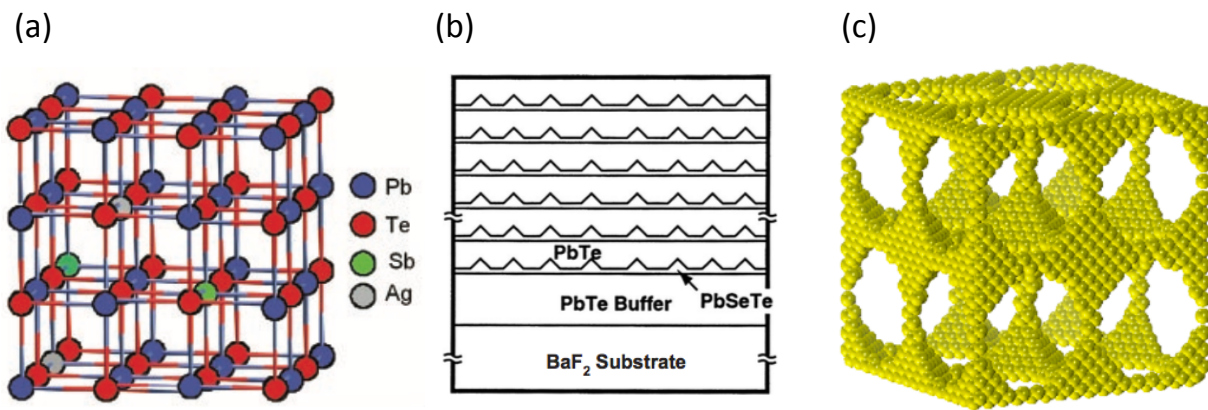 (a)
Pb
Te
Sb
Ag
(b)
PbTe
PbSeTe
PbTe Buffer
BaF₂ Substrate
(c)